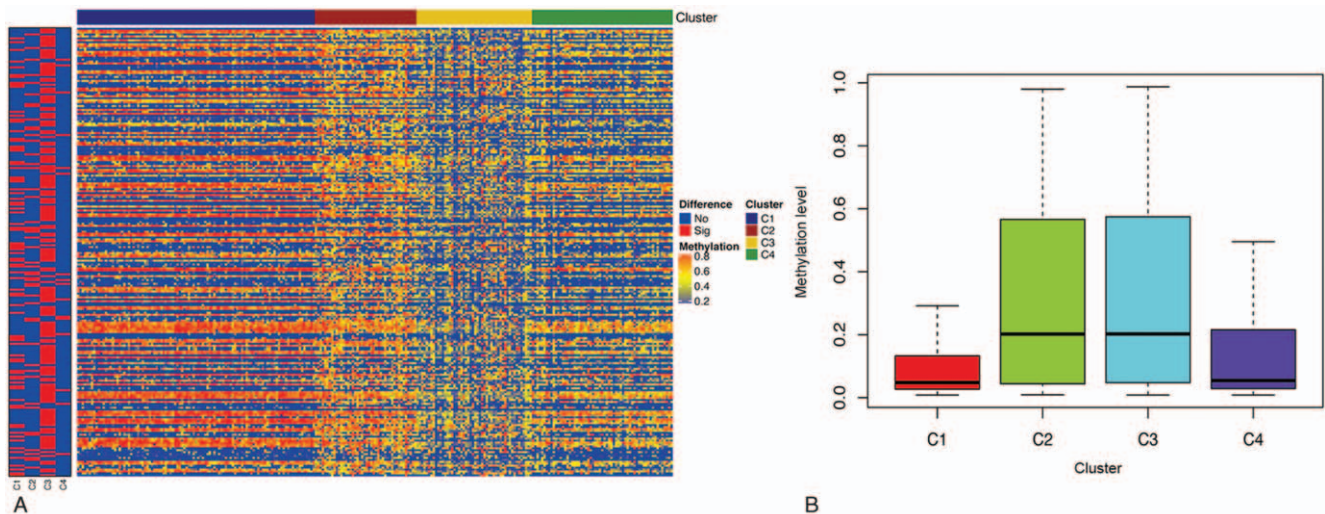 Cluster
Difference
No
Sig
Methylation
0.8
0.6
0.4
0.2
Cluster
C1
C2
C3
C4
C1
C2
C3
C4
A
Methylation level
1.0
0.8
0.6
0.4
0.2
0.0
C1 C2 C3 C4
Cluster
B